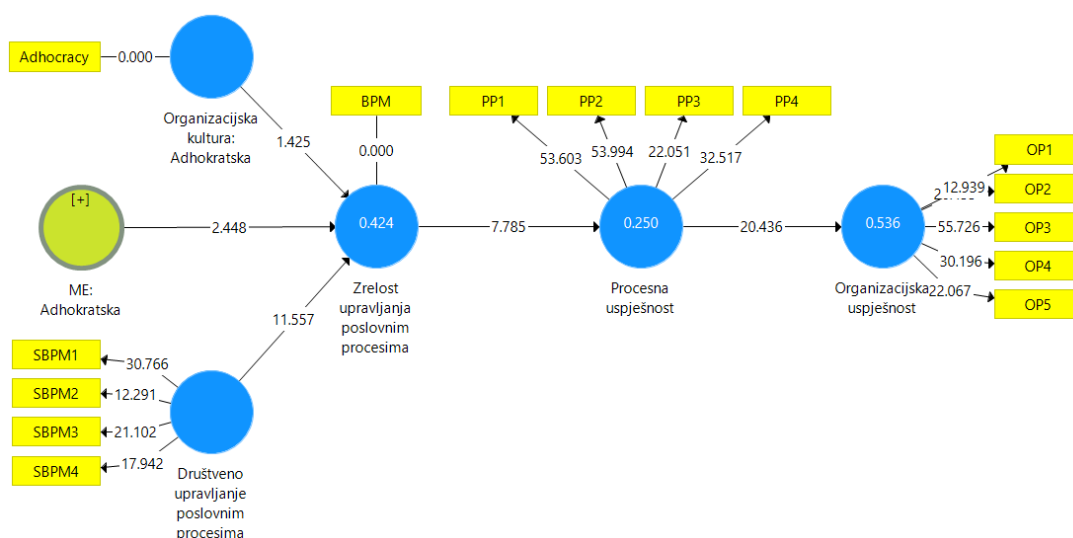 Adhocracy
0.000
Organizacijska
kultura:
Adhokratska
1.425
BPM
0.000
PP1
PP2
PP3
PP4
53.603
53.994
22.051
32.517
[+]
ME:
Adhokratska
2.448
0.424
Zrelost
upravljanja
poslovnim
procesima
7.785
0.250
Procesna
uspješnost
20.436
0.536
Organizacijska
uspješnost
12.939
55.726
30.196
22.067
OP1
OP2
OP3
OP4
OP5
11.557
SBPM1
SBPM2
SBPM3
SBPM4
30.766
12.291
21.102
17.942
Društveno
upravljanje
poslovnim
procesima